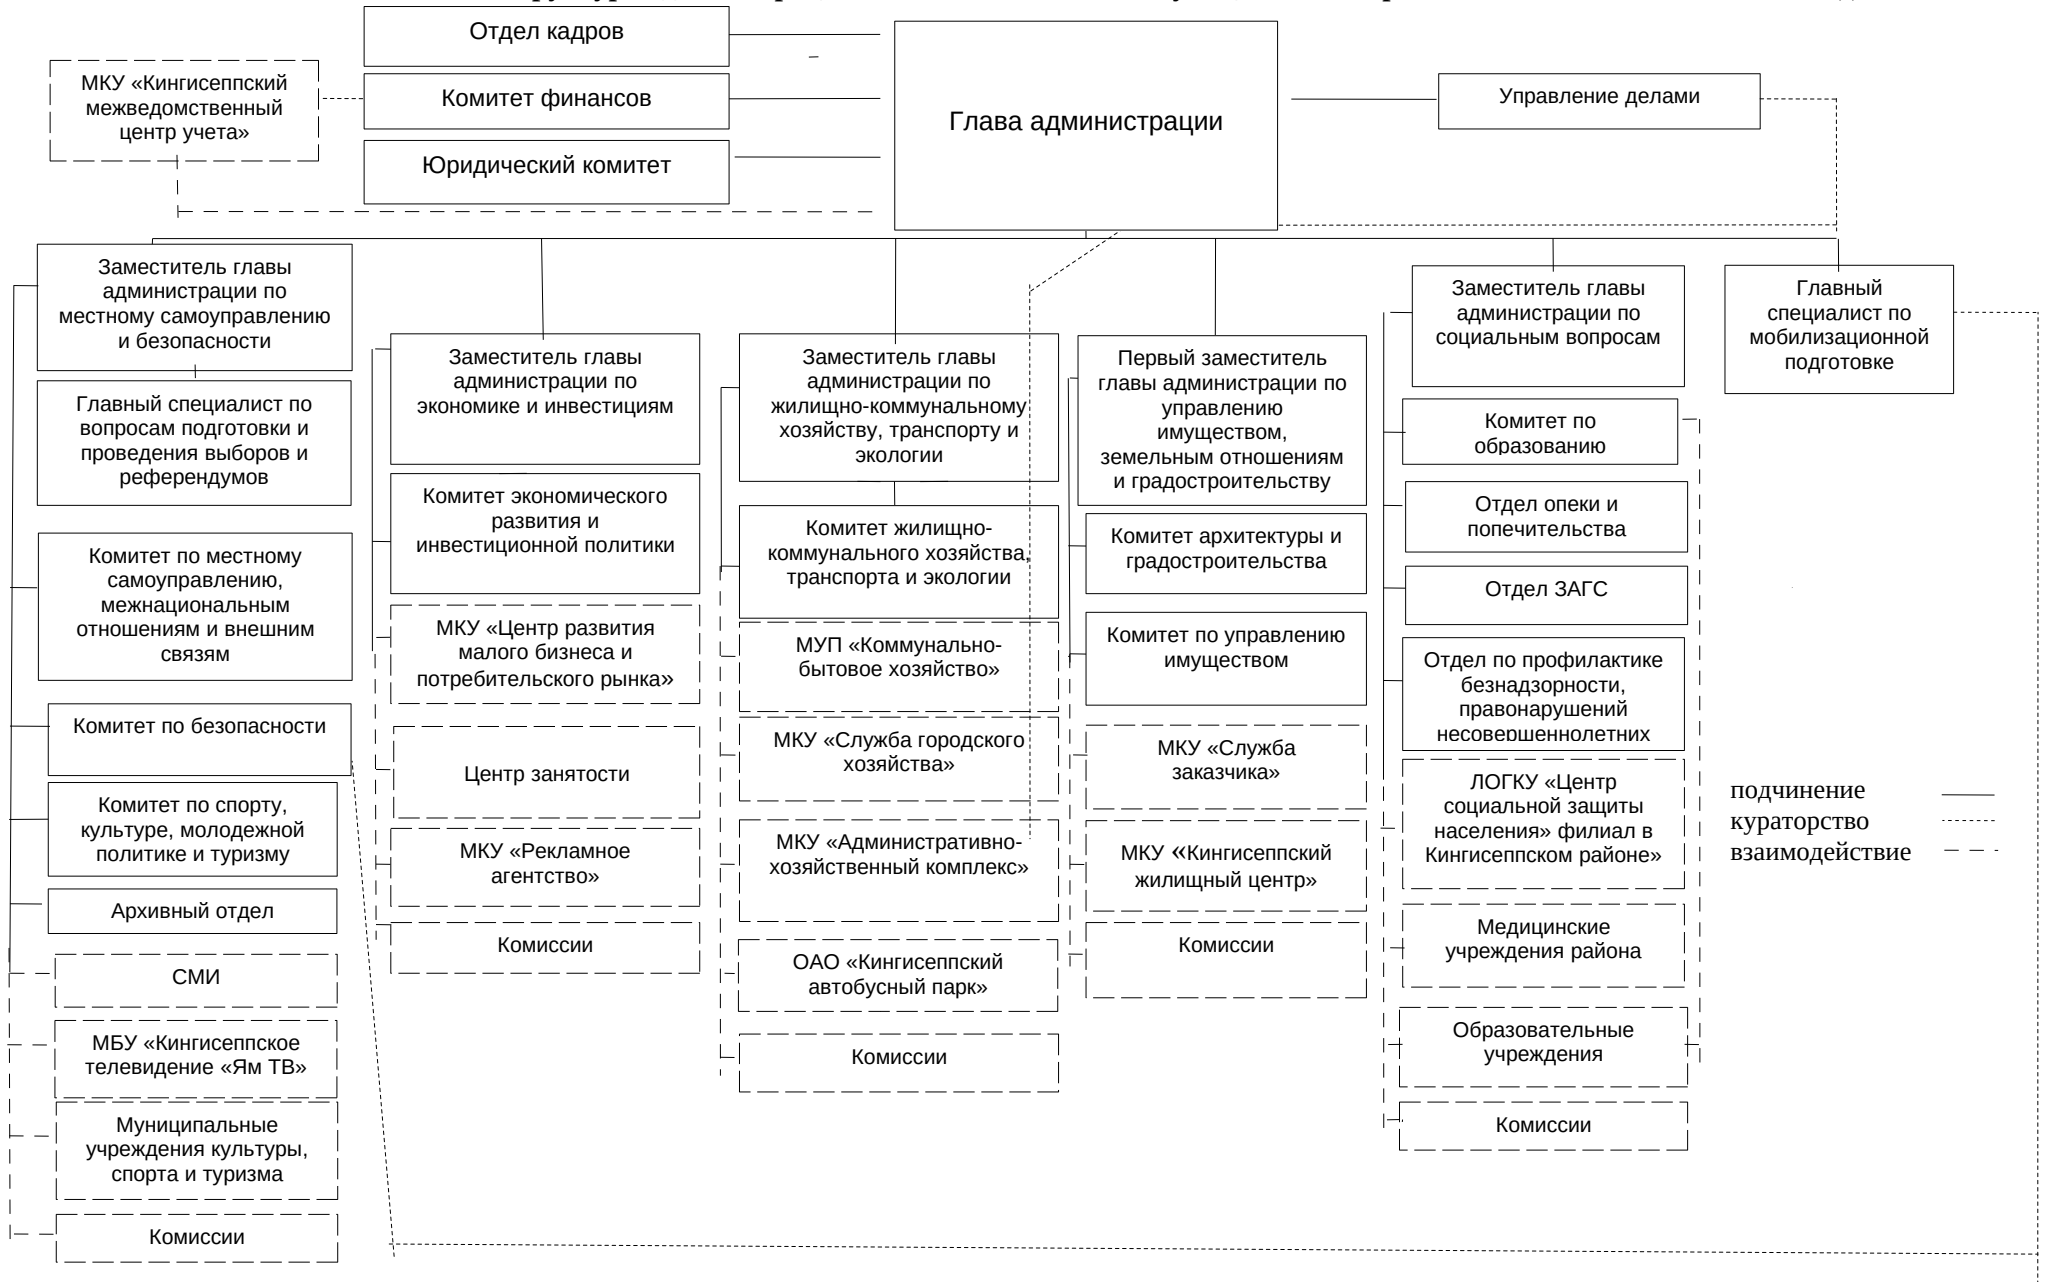 Отдел кадров
МКУ «Кингисеппский
межведомственный
центр учета»
Комитет финансов
Юридический комитет
Глава администрации
Управление делами
Заместитель главы
администрации по
местному самоуправлению
и безопасности
Главный специалист по
вопросам подготовки и
проведения выборов и
референдумов
Комитет по местному
самоуправлению,
межнациональным
отношениям и внешним
связям
Комитет по безопасности
Комитет по спорту,
культуре, молодежной
политике и туризму
Архивный отдел
СМИ
МБУ «Кингисеппское
телевидение «Ям ТВ»
Муниципальные
учреждения культуры,
спорта и туризма
Комиссии
Заместитель главы
администрации по
экономике и инвестициям
Комитет экономического
развития и
инвестиционной политики
МКУ «Центр развития
малого бизнеса и
потребительского рынка»
Центр занятости
МКУ «Рекламное
агентство»
Комиссии
Заместитель главы
администрации по
жилищно-коммунальному
хозяйству, транспорту и
экологии
Комитет жилищно-
коммунального хозяйства,
транспорта и экологии
МУП «Коммунально-
бытовое хозяйство»
МКУ «Служба городского
хозяйства»
МКУ «Административно-
хозяйственный комплекс»
ОАО «Кингисеппский
автобусный парк»
Комиссии
Первый заместитель
главы администрации по
управлению
имуществом,
земельным отношениям
и градостроительству
Комитет архитектуры и
градостроительства
Комитет по управлению
имуществом
МКУ «Служба
заказчика»
МКУ «Кингисеппский
жилищный центр»
Комиссии
Заместитель главы
администрации по
социальным вопросам
Комитет по
образованию
Отдел опеки и
попечительства
Отдел ЗАГС
Отдел по профилактике
безнадзорности,
правонарушений
несовершеннолетних
ЛОГКУ «Центр
социальной защиты
населения» филиал в
Кингисеппском районе»
Медицинские
учреждения района
Образовательные
учреждения
Комиссии
Главный
специалист по
мобилизационной
подготовке
подчинение
кураторство
взаимодействие